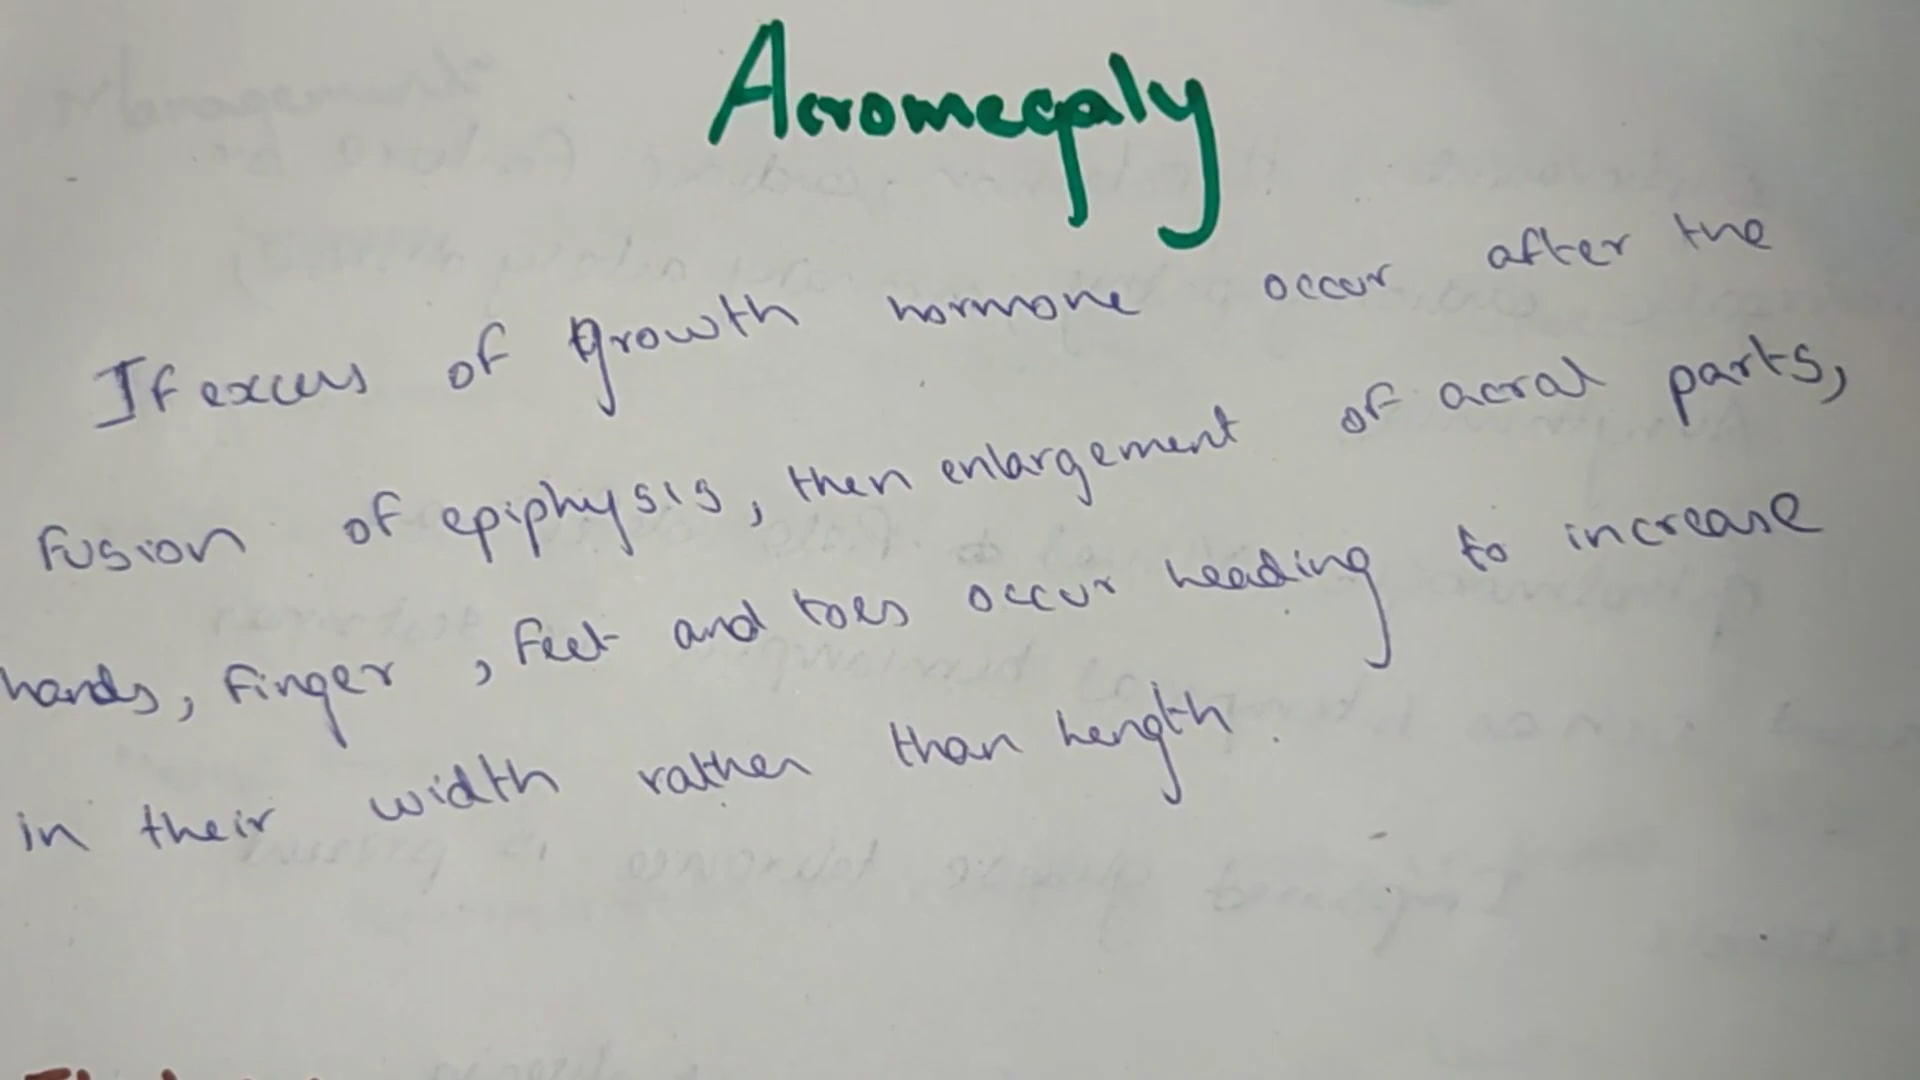 Acromegaly
If excess of growth hormone occur after the
fusion of epiphysis, then enlargement of acral parts,
hands, finger, feet and toes occur leading to increase
in their width rather than length.